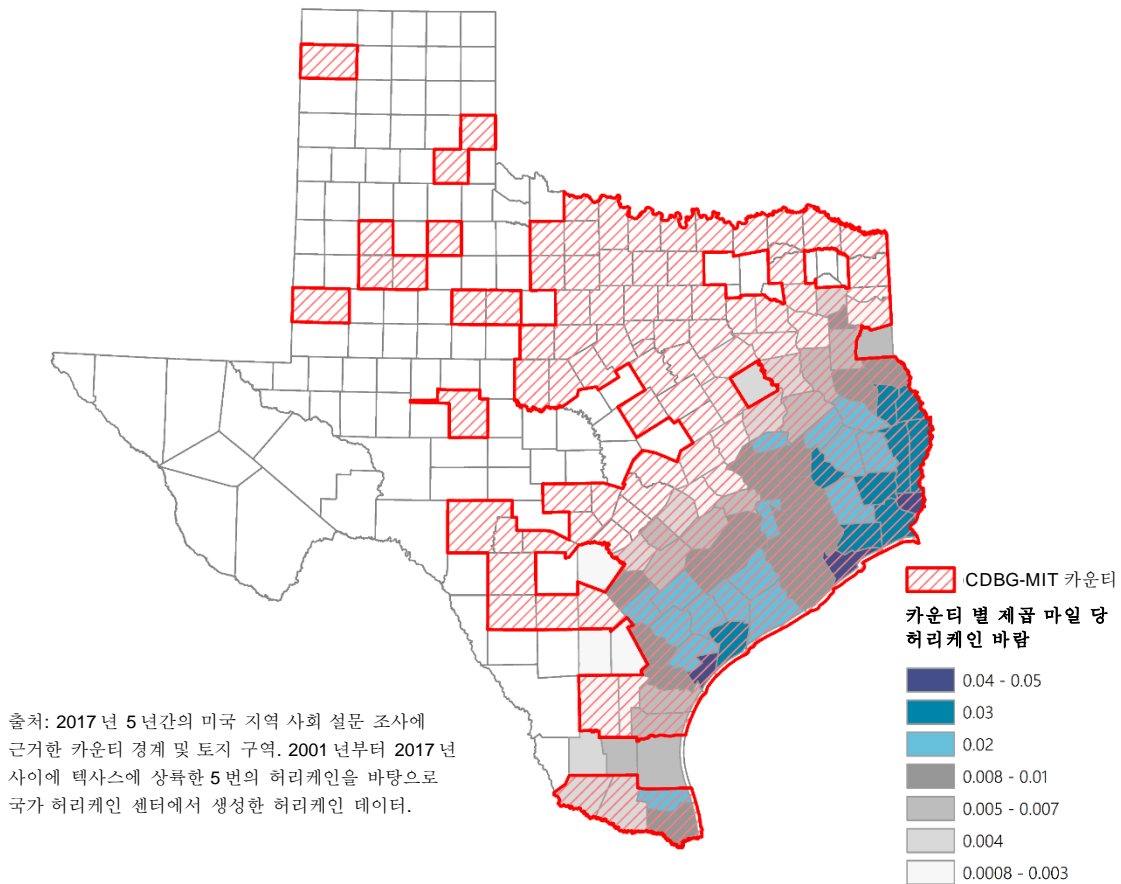 CDBG-MIT 카운티
카운티 별 제곱 마일 당
허리케인 바람
0.04 - 0.05
0.03
0.02
0.008 - 0.01
0.005 - 0.007
0.004
0.0008 - 0.003
출처: 2017 년 5 년간의 미국 지역 사회 설문 조사에
근거한 카운티 경계 및 토지 구역. 2001 년부터 2017 년
사이에 텍사스에 상륙한 5 번의 허리케인을 바탕으로
국가 허리케인 센터에서 생성한 허리케인 데이터.